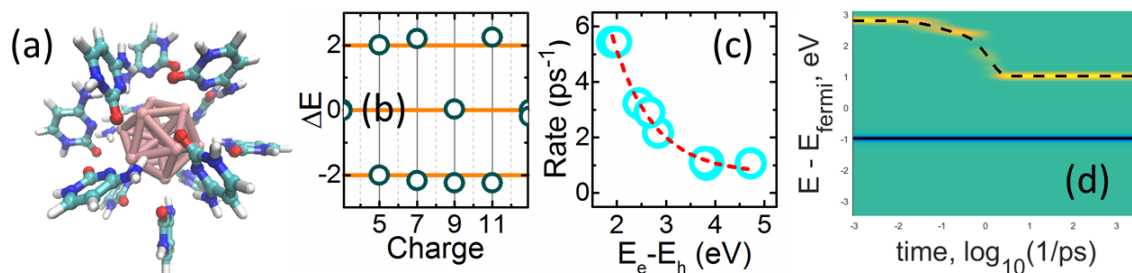 (a)
ΔE
2
0
-2
(b)
5 7 9 11
Charge
Rate (ps⁻¹)
6
4
2
0
(c)
2 3 4 5
Eₑ-Eₕ (eV)
E - E_fermi, eV
3
2
1
0
-1
-2
-3
(d)
-3 -2 -1 0 1 2 3
time, log₁₀(1/ps)